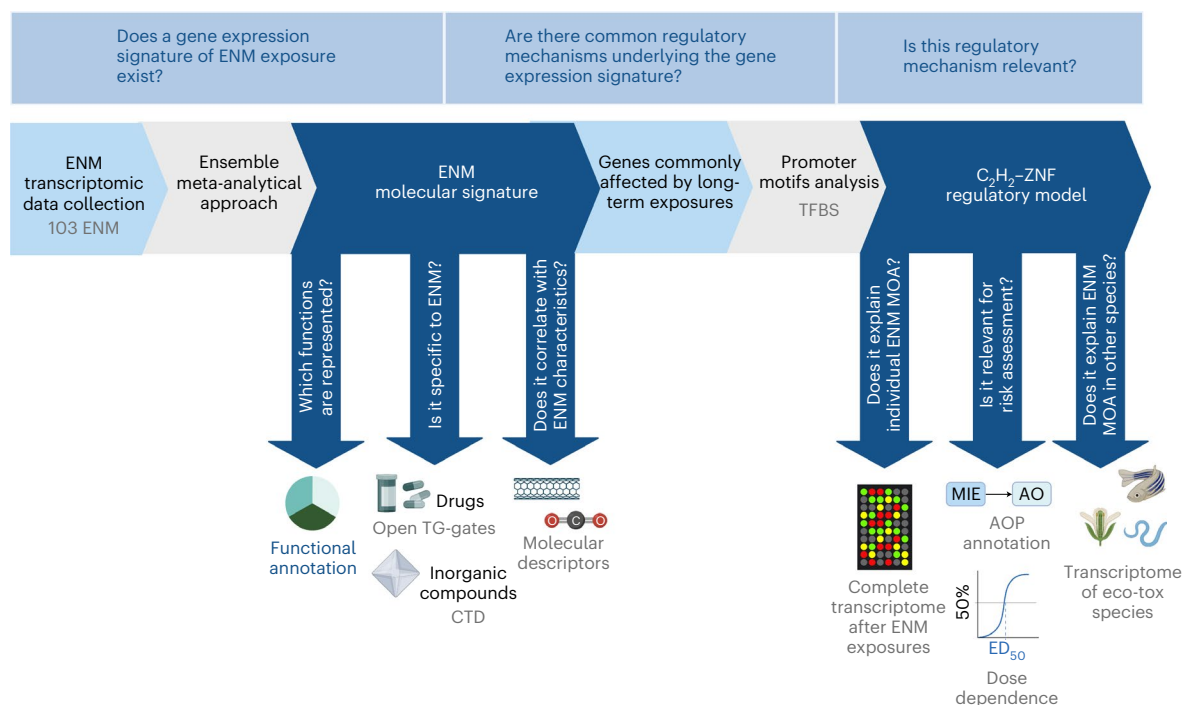 Does a gene expression
signature of ENM exposure
exist?
Are there common regulatory
mechanisms underlying the gene
expression signature?
Is this regulatory
mechanism relevant?
ENM
transcriptomic
data collection
103 ENM
Ensemble
meta-analytical
approach
ENM
molecular signature
Genes commonly
affected by long-
term exposures
Promoter
motifs analysis
TFBS
C₂H₂–ZNF
regulatory model
Which functions
are represented?
Is it specific to ENM?
Does it correlate with
ENM characteristics?
Does it explain
individual ENM MOA?
Is it relevant for
risk assessment?
Does it explain ENM
MOA in other species?
Functional
annotation
Drugs
Open TG-gates
Inorganic
compounds
CTD
O C O
Molecular
descriptors
Complete
transcriptome
after ENM
exposures
MIE AO
AOP
annotation
50%
ED₅₀
Dose
dependence
Transcriptome
of eco-tox
species